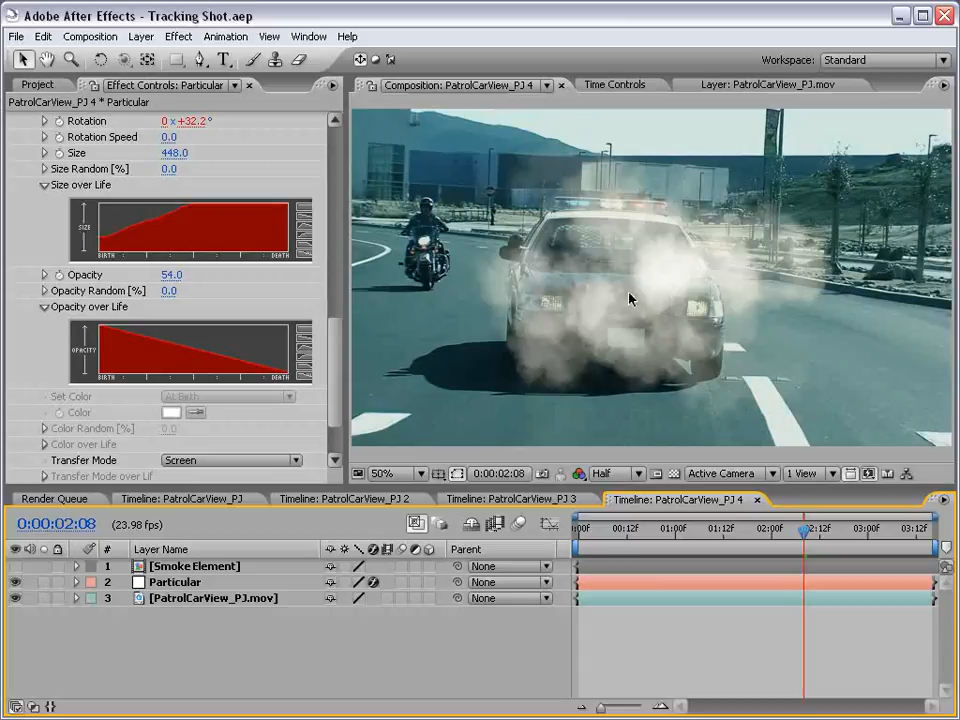 Adobe After Effects - Tracking Shot.aep
File Edit Composition Layer Effect Animation View Window Help
Workspace: Standard
Project Effect Controls: Particular
Composition: PatrolCarView_PJ 4
Time Controls
Layer: PatrolCarView_PJ.mov
PatrolCarView_PJ 4 * Particular
Rotation 0 x+32.2°
Rotation Speed 0.0
Size 448.0
Size Random [%] 0.0
Size over Life
SIZE
BIRTH DEATH
Opacity 54.0
Opacity Random [%] 0.0
Opacity over Life
OPACITY
BIRTH DEATH
Set Color At Birth
Color
Color Random [%] 0.0
Color over Life
Transfer Mode Screen
Transfer Mode over Lif
50% 0:00:02:08 Half Active Camera 1 View
Render Queue Timeline: PatrolCarView_PJ Timeline: PatrolCarView_PJ 2 Timeline: PatrolCarView_PJ 3 Timeline: PatrolCarView_PJ 4
0:00:02:08 (23.98 fps)
:00f 00:12f 01:00f 01:12f 02:00f 02:12f 03:00f 03:12f
# Layer Name Parent
1 [Smoke Element] None
2 Particular None
3 [PatrolCarView_PJ.mov] None